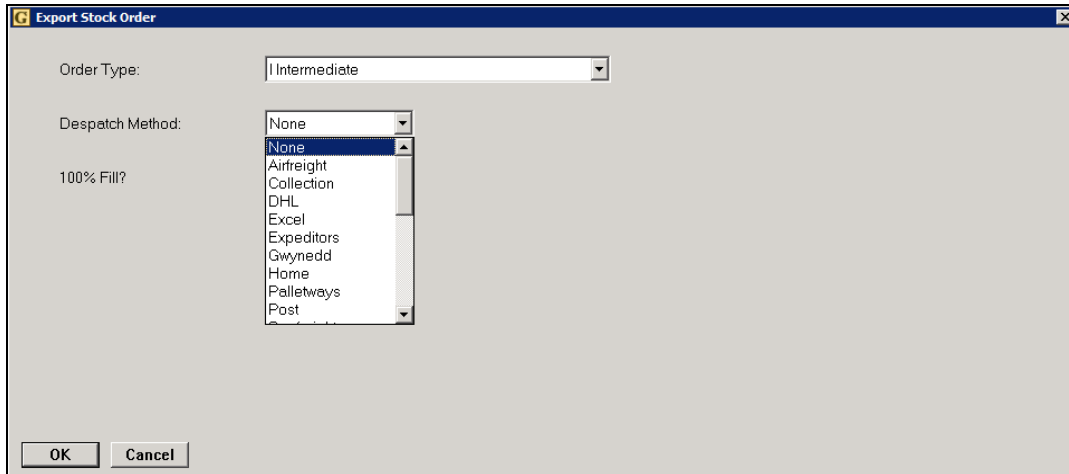 G Export Stock Order
Order Type: I Intermediate
Despatch Method: None
None
Airfreight
100% Fill?
Collection
DHL
Excel
Expeditors
Gwynedd
Home
Palletways
Post
OK Cancel